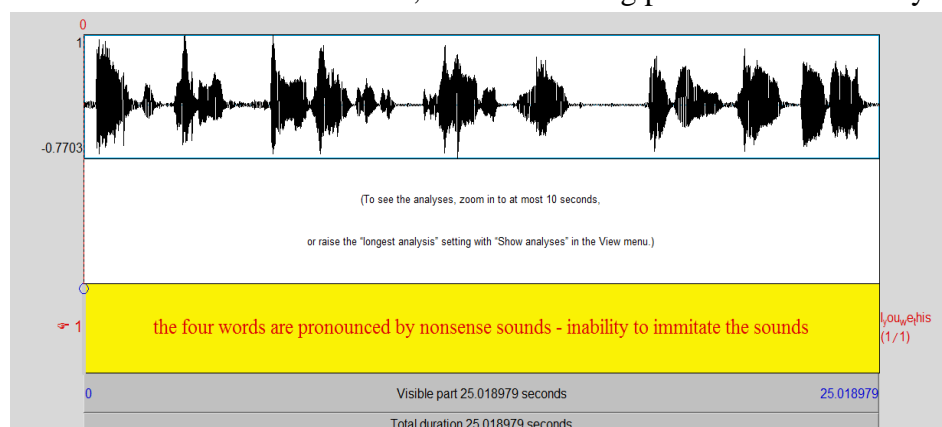 0
1
-0.7703
(To see the analyses, zoom in to at most 10 seconds,
or raise the "longest analysis" setting with "Show analyses" in the View menu.)
☞ 1
the four words are pronounced by nonsense sounds - inability to immitate the sounds
Iyouwethis
(1/1)
0
Visible part 25.018979 seconds
25.018979
Total duration 25.018979 seconds